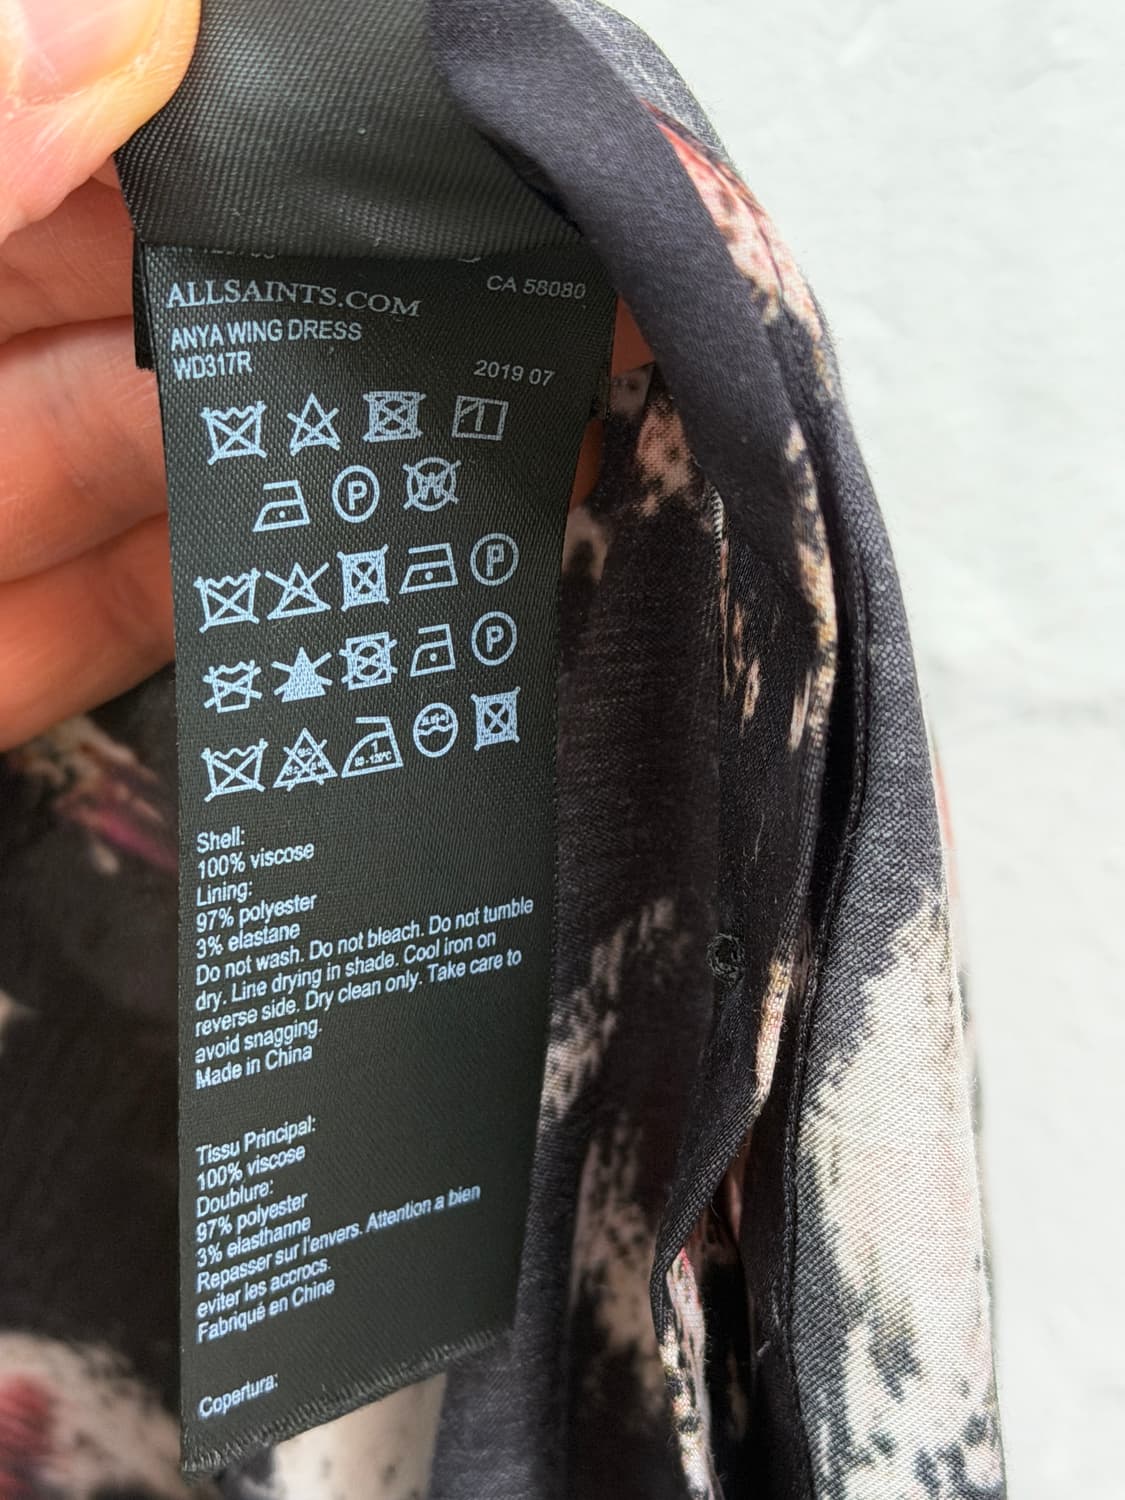 ALLSAINTS.COM
CA 58080
ANYA WING DRESS
WD317R
2019 07
P
W
P
P
Shell:
100% viscose
Lining:
97% polyester
3% elastane
Do not wash. Do not bleach. Do not tumble
dry. Line drying in shade. Cool iron on
reverse side. Dry clean only. Take care to
avoid snagging.
Made in China
Tissu Principal:
100% viscose
Doublure:
97% polyester
3% elasthanne
Repasser sur l'envers. Attention a bien
eviter les accrocs.
Fabriqué en Chine
Copertura: